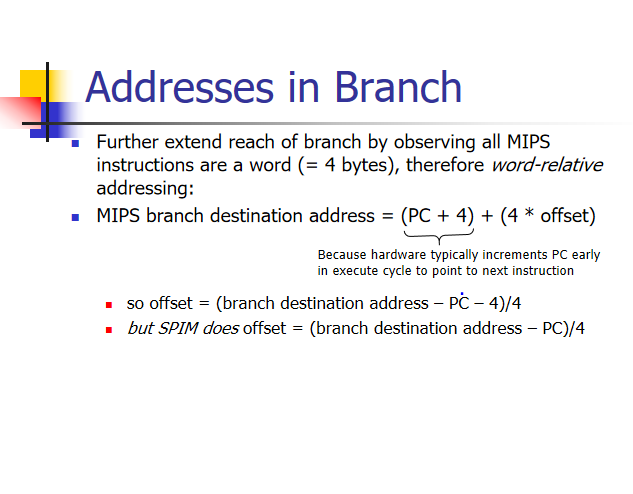 Addresses in Branch
Further extend reach of branch by observing all MIPS
instructions are a word (= 4 bytes), therefore word-relative
addressing:
MIPS branch destination address = (PC + 4) + (4 * offset)
Because hardware typically increments PC early
in execute cycle to point to next instruction
so offset = (branch destination address – PC – 4)/4
but SPIM does offset = (branch destination address – PC)/4